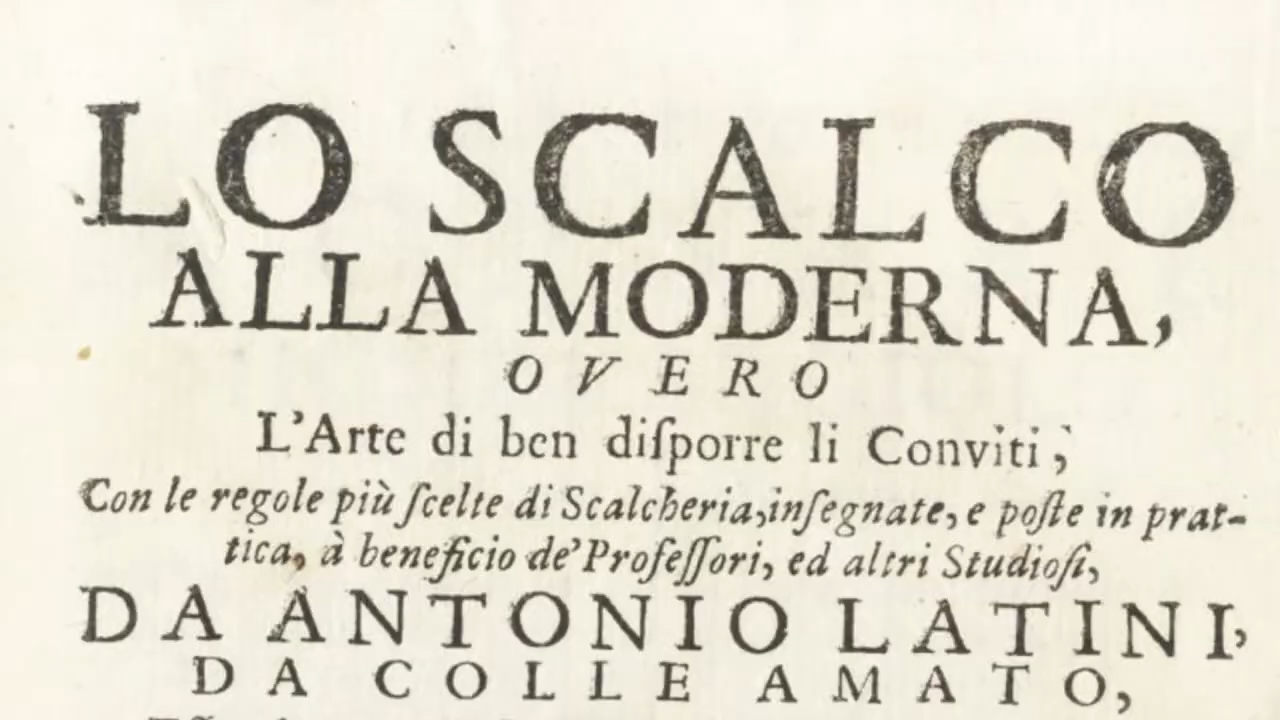 LO SCALCO
ALLA MODERNA,
OVERO
L'Arte di ben diſporre li Conviti;
Con le regole più ſcelte di Scalcheria, inſegnate, e poſte in prat-
tica, à beneficio de' Profeſſori, ed altri Studioſi,
DA ANTONIO LATINI,
DA COLLE AMATO,